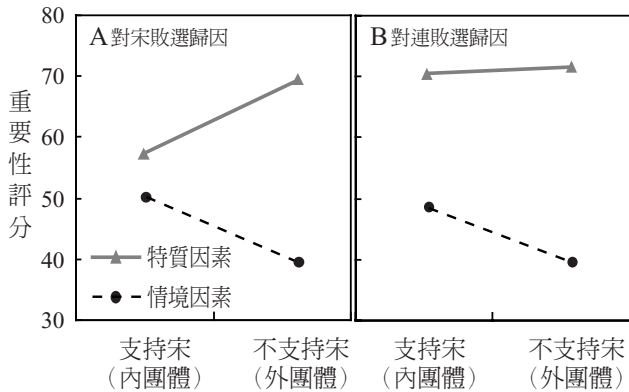 重要性評分
80
70
60
50
40
30
A 對宋敗選歸因
特質因素
情境因素
支持宋
(內團體)
不支持宋
(外團體)
B 對連敗選歸因
支持宋
(內團體)
不支持宋
(外團體)